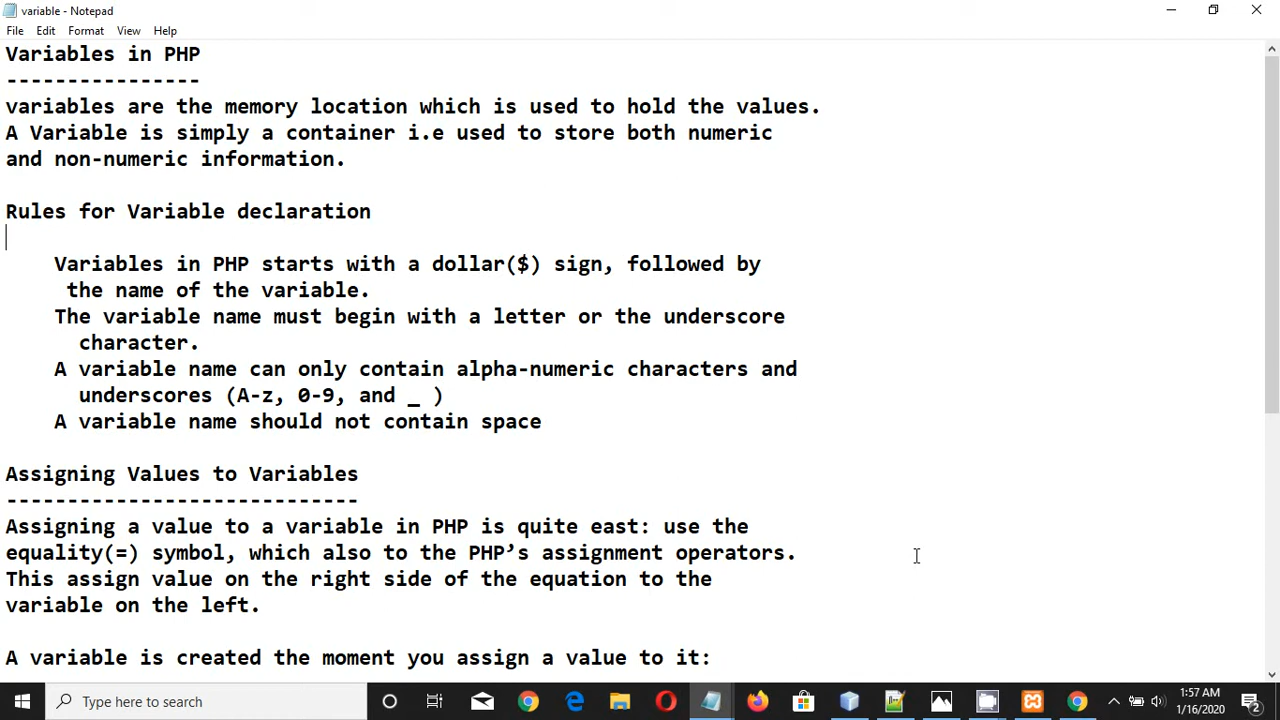 variable - Notepad
File Edit Format View Help
Variables in PHP
----------------
variables are the memory location which is used to hold the values.
A Variable is simply a container i.e used to store both numeric
and non-numeric information.
Rules for Variable declaration
Variables in PHP starts with a dollar($) sign, followed by
the name of the variable.
The variable name must begin with a letter or the underscore
character.
A variable name can only contain alpha-numeric characters and
underscores (A-z, 0-9, and _ )
A variable name should not contain space
Assigning Values to Variables
-----------------------------
Assigning a value to a variable in PHP is quite east: use the
equality(=) symbol, which also to the PHP’s assignment operators.
This assign value on the right side of the equation to the
variable on the left.
A variable is created the moment you assign a value to it:
Type here to search
1:57 AM
1/16/2020
2